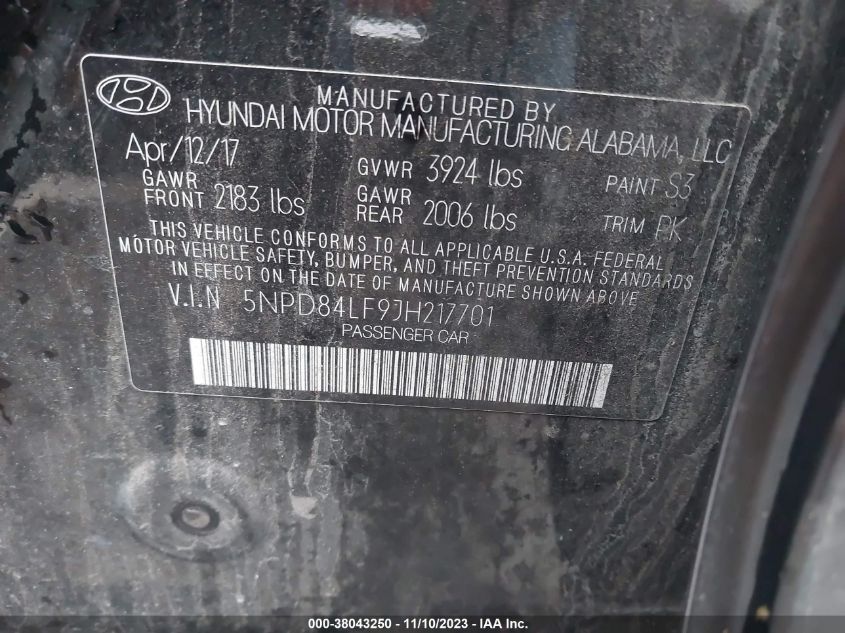 MANUFACTURED BY
HYUNDAI MOTOR MANUFACTURING ALABAMA, LLC
Apr/12/17 GVWR 3924 lbs PAINT S3
GAWR FRONT 2183 lbs GAWR REAR 2006 lbs TRIM PK
THIS VEHICLE CONFORMS TO ALL APPLICABLE U.S.A. FEDERAL
MOTOR VEHICLE SAFETY, BUMPER, AND THEFT PREVENTION STANDARDS
IN EFFECT ON THE DATE OF MANUFACTURE SHOWN ABOVE
V.I.N 5NPD84LF9JH217701
PASSENGER CAR
000-38043250 - 11/10/2023 - IAA Inc.